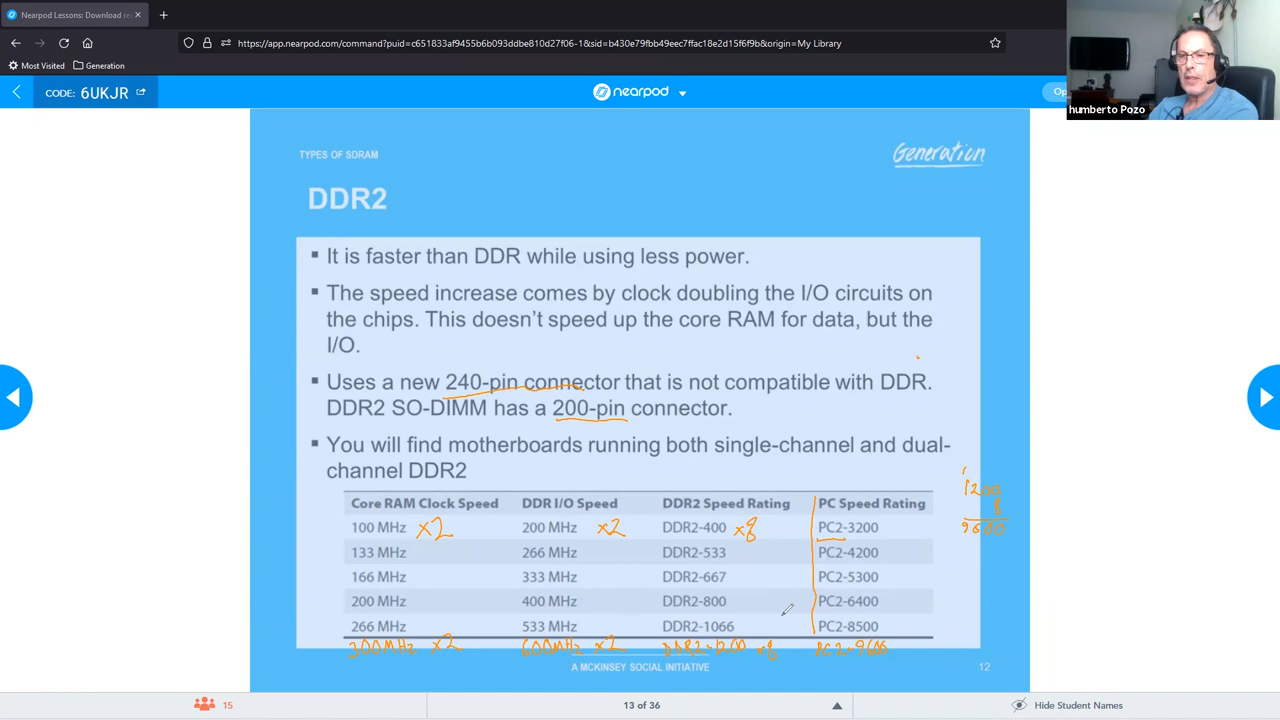 Nearpod Lessons: Download re
https://app.nearpod.com/command?puid=c651833af9455b6b093ddbe810d27f06-1&sid=b430e79fbb49eec7ffac18e2d15f6f9b&origin=My Library
Most Visited Generation
CODE: 6UKJR
nearpod
Op
humberto Pozo
TYPES OF SDRAM
Generation
DDR2
It is faster than DDR while using less power.
The speed increase comes by clock doubling the I/O circuits on
the chips. This doesn't speed up the core RAM for data, but the
I/O.
Uses a new 240-pin connector that is not compatible with DDR.
DDR2 SO-DIMM has a 200-pin connector.
You will find motherboards running both single-channel and dual-
channel DDR2
Core RAM Clock Speed DDR I/O Speed DDR2 Speed Rating PC Speed Rating
100 MHz x2 200 MHz x2 DDR2-400 x8 PC2-3200
133 MHz 266 MHz DDR2-533 PC2-4200
166 MHz 333 MHz DDR2-667 PC2-5300
200 MHz 400 MHz DDR2-800 PC2-6400
266 MHz 533 MHz DDR2-1066 PC2-8500
300MHz x2 600MHz x2 DDR2-1200 x8 PC2-9600
1
1200
8
9600
A MCKINSEY SOCIAL INITIATIVE 12
15
13 of 36
Hide Student Names